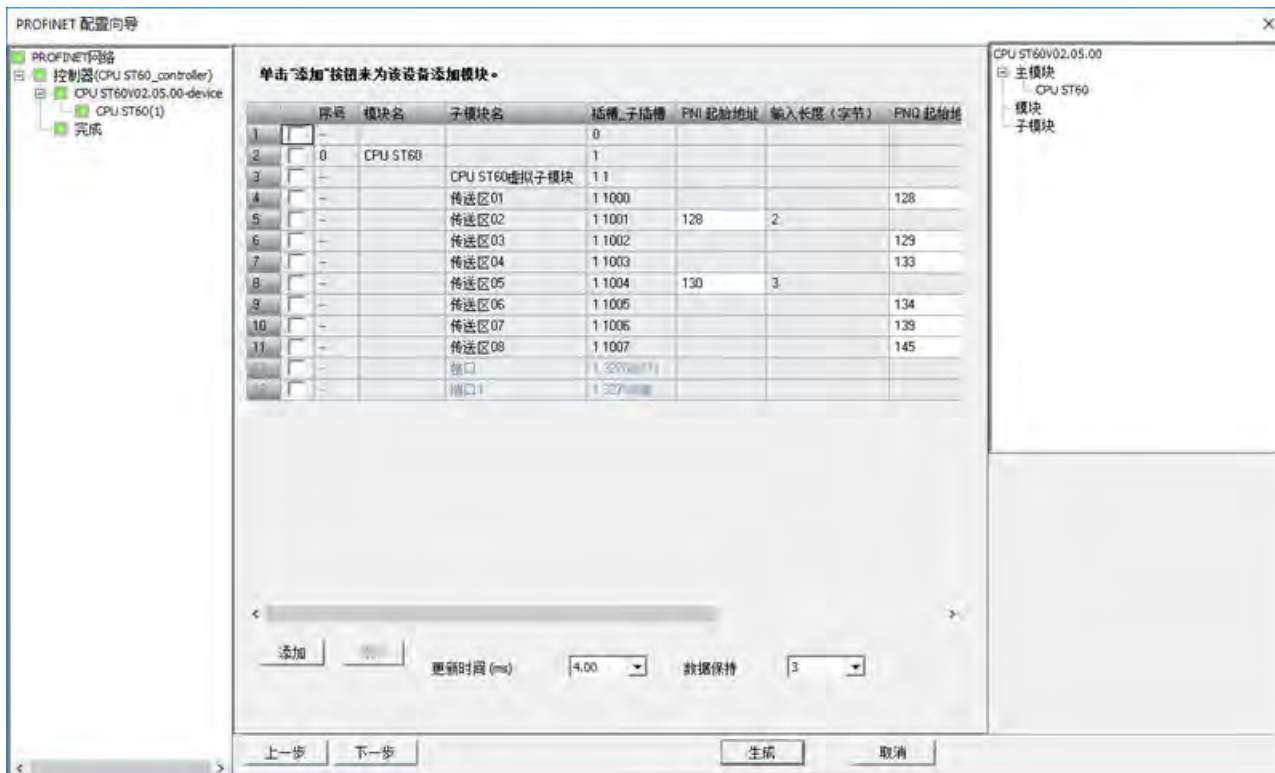 PROFINET 配置向导
PROFINET网络
控制器(CPU ST60_controller)
CPU ST60V02.05.00-device
CPU ST60(1)
完成
单击"添加"按钮来为该设备添加模块。
序号 模块名 子模块名 插槽_子插槽 PNI 起始地址 输入长度（字节） PNQ 起始地
1 -- 0
2 0 CPU ST60 1
3 -- CPU ST60虚拟子模块 1 1
4 -- 传送区01 1 1000 128
5 -- 传送区02 1 1001 128 2
6 -- 传送区03 1 1002 129
7 -- 传送区04 1 1003 133
8 -- 传送区05 1 1004 130 3
9 -- 传送区06 1 1005 134
10 -- 传送区07 1 1006 139
11 -- 传送区08 1 1007 145
接口
端口1
添加
更新时间 (ms) 4.00 数据保持 3
上一步 下一步 生成 取消
CPU ST60V02.05.00
主模块
CPU ST60
模块
子模块